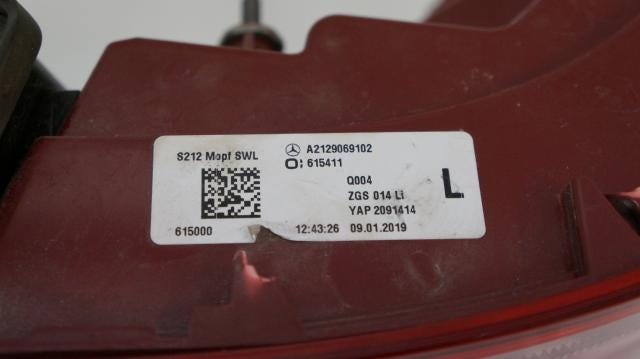 S212 Mopf SWL
A2129069102
615411
Q004
ZGS 014 Li
YAP 2091414
L
615000
12:43:26 09.01.2019